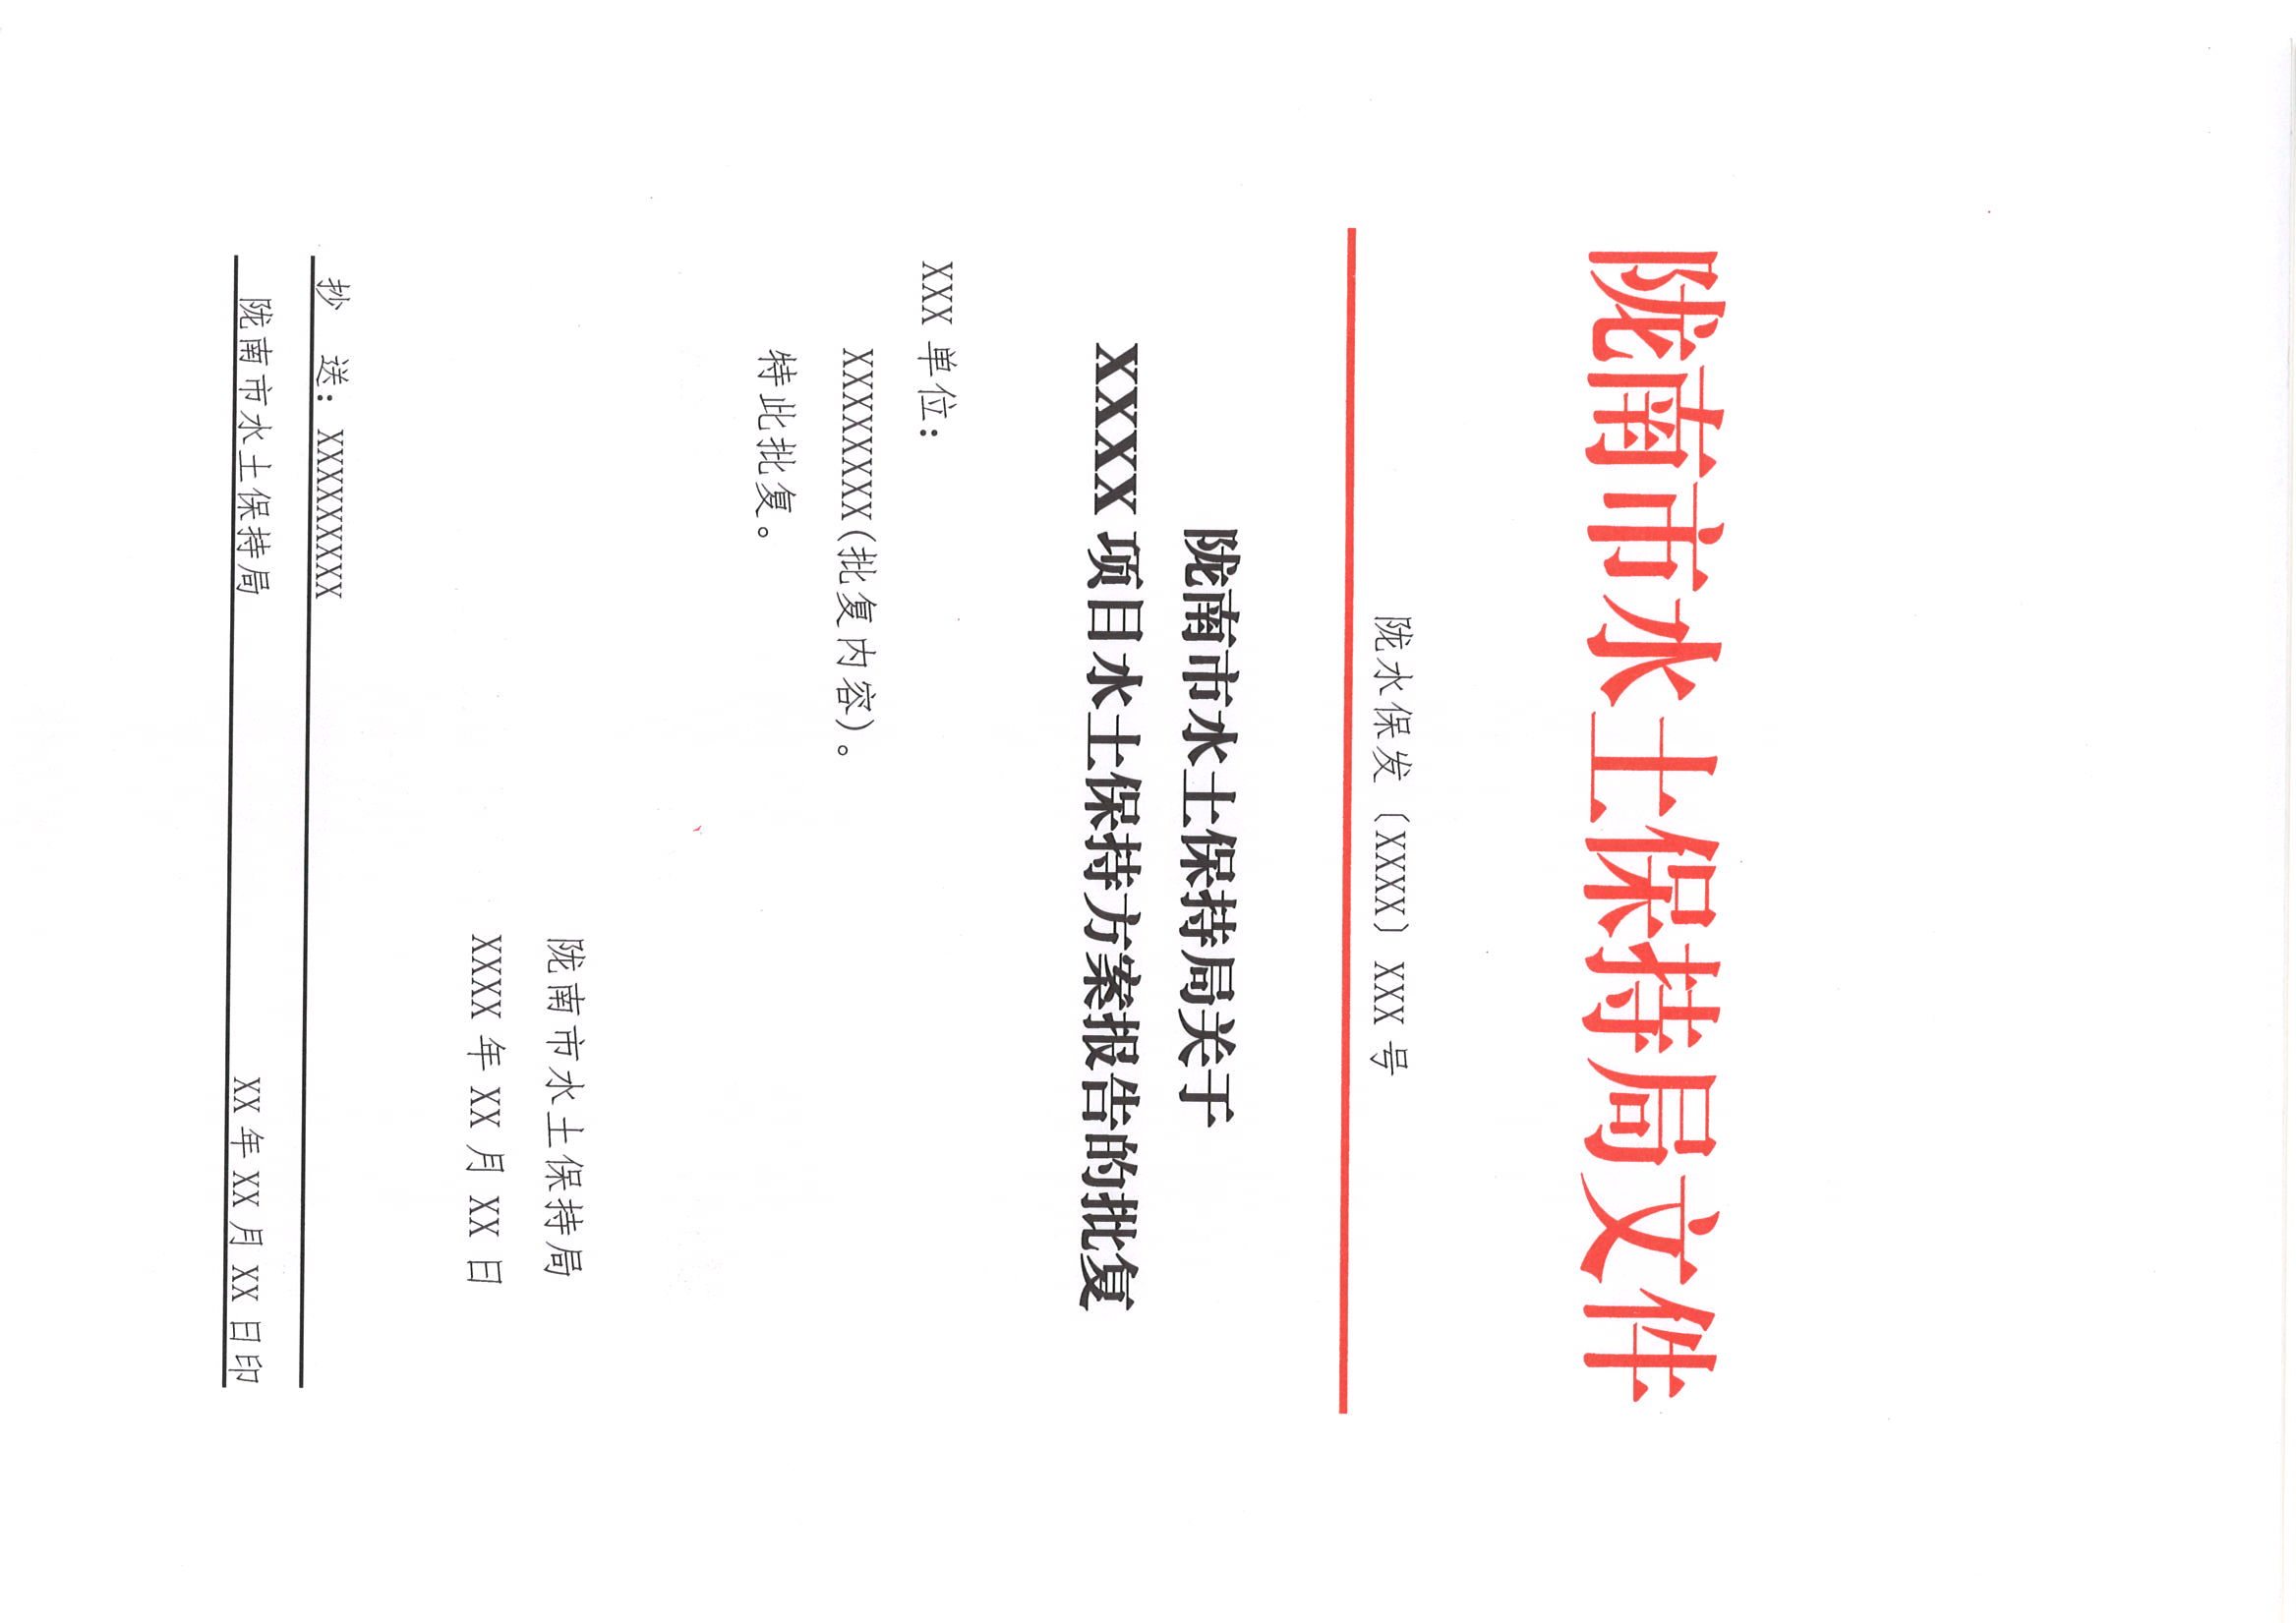 陇南市水土保持局文件
陇水保发〔XXXX〕XXX 号
陇南市水土保持局关于
XXXX 项目水土保持方案报告的批复
XXX 单位：
XXXXXXXX(批复内容)。
特此批复。
陇南市水土保持局
XXXX 年 XX 月 XX 日
抄 送：XXXXXXXXX
陇南市水土保持局 XX 年 XX 月 XX 日印